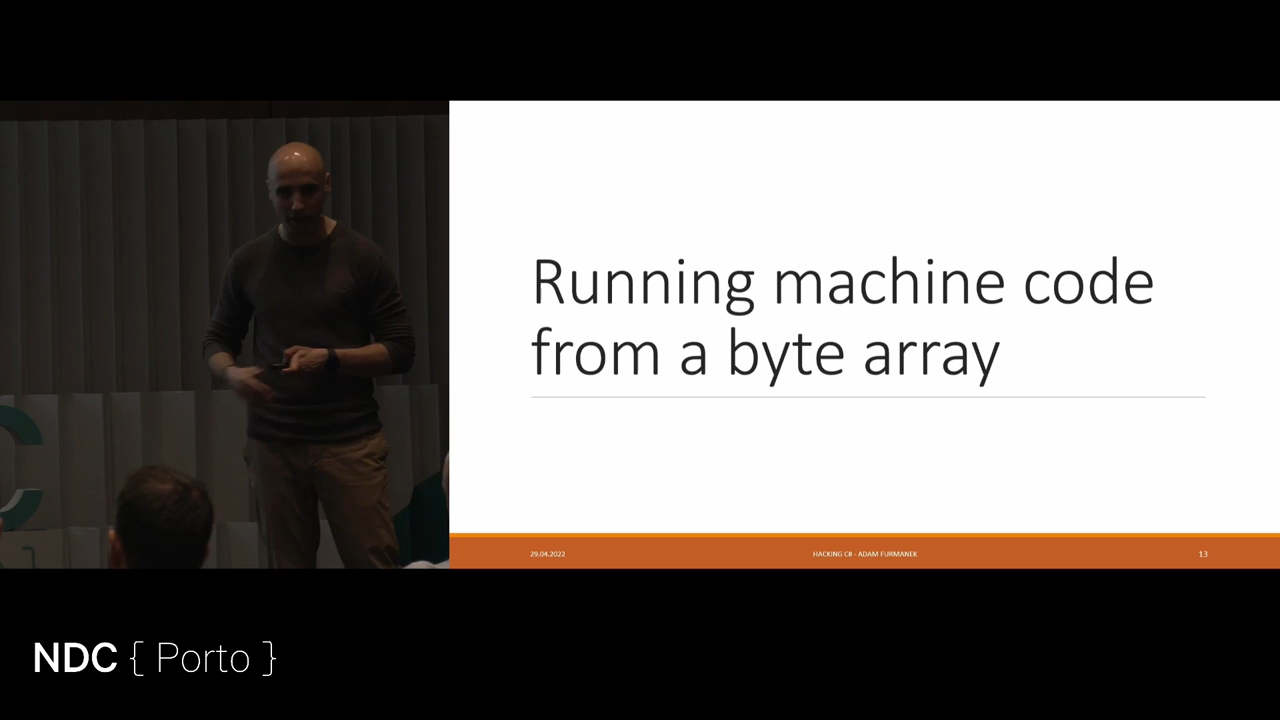 Running machine code
from a byte array
29.04.2022
HACKING C# - ADAM FURMANEK
13
NDC { Porto }